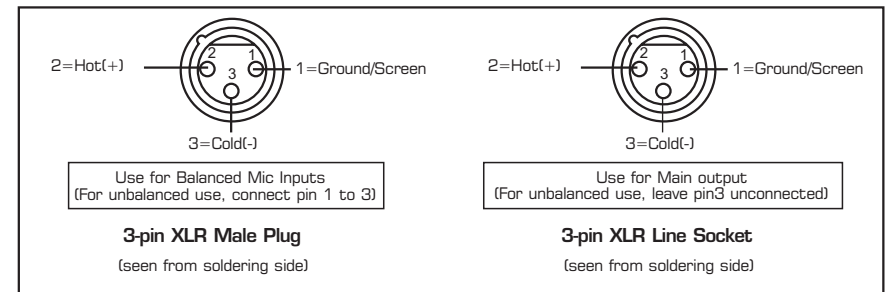 2=Hot(+)
2
1
3
1=Ground/Screen
3=Cold(-)
Use for Balanced Mic Inputs
(For unbalanced use, connect pin 1 to 3)
3-pin XLR Male Plug
(seen from soldering side)
2=Hot(+)
2
1
3
1=Ground/Screen
3=Cold(-)
Use for Main output
(For unbalanced use, leave pin3 unconnected)
3-pin XLR Line Socket
(seen from soldering side)